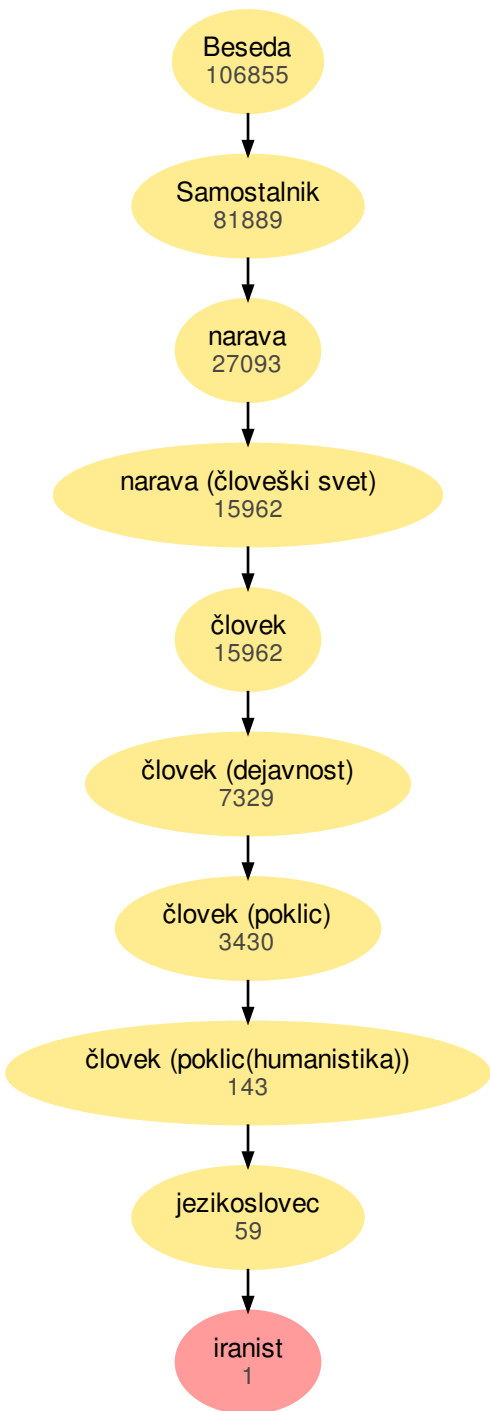 Beseda
106855
Samostalnik
81889
narava
27093
narava (človeški svet)
15962
človek
15962
človek (dejavnost)
7329
človek (poklic)
3430
človek (poklic(humanistika))
143
jezikoslovec
59
iranist
1